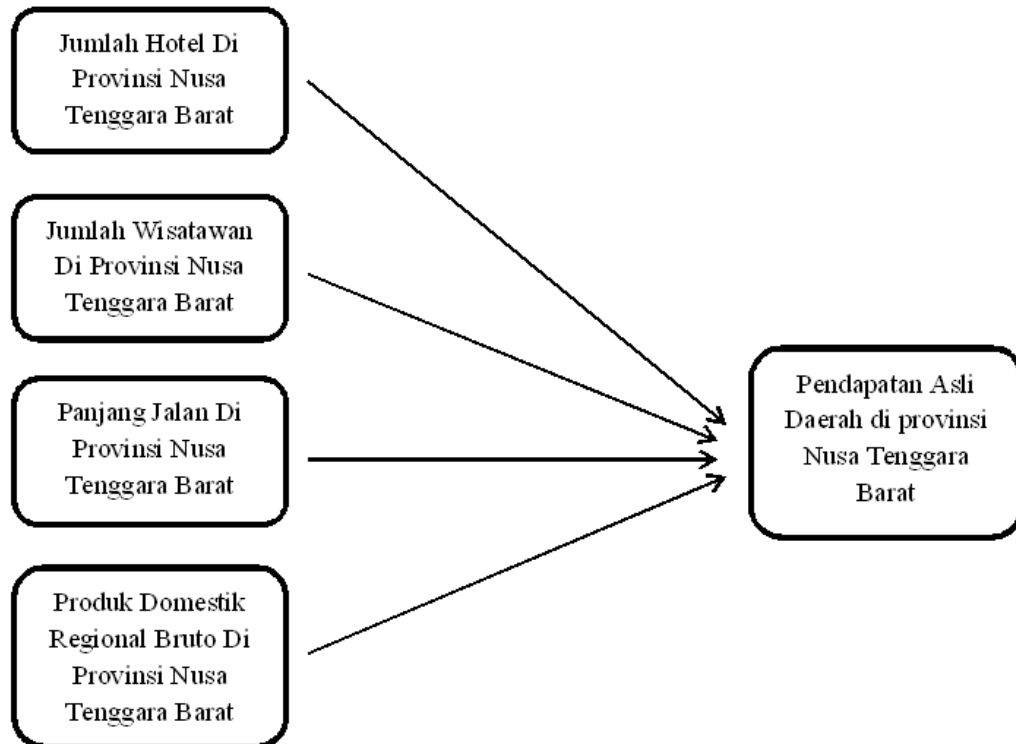 Jumlah Hotel Di
Provinsi Nusa
Tenggara Barat
Jumlah Wisatawan
Di Provinsi Nusa
Tenggara Barat
Panjang Jalan Di
Provinsi Nusa
Tenggara Barat
Produk Domestik
Regional Bruto Di
Provinsi Nusa
Tenggara Barat
Pendapatan Asli
Daerah di provinsi
Nusa Tenggara
Barat